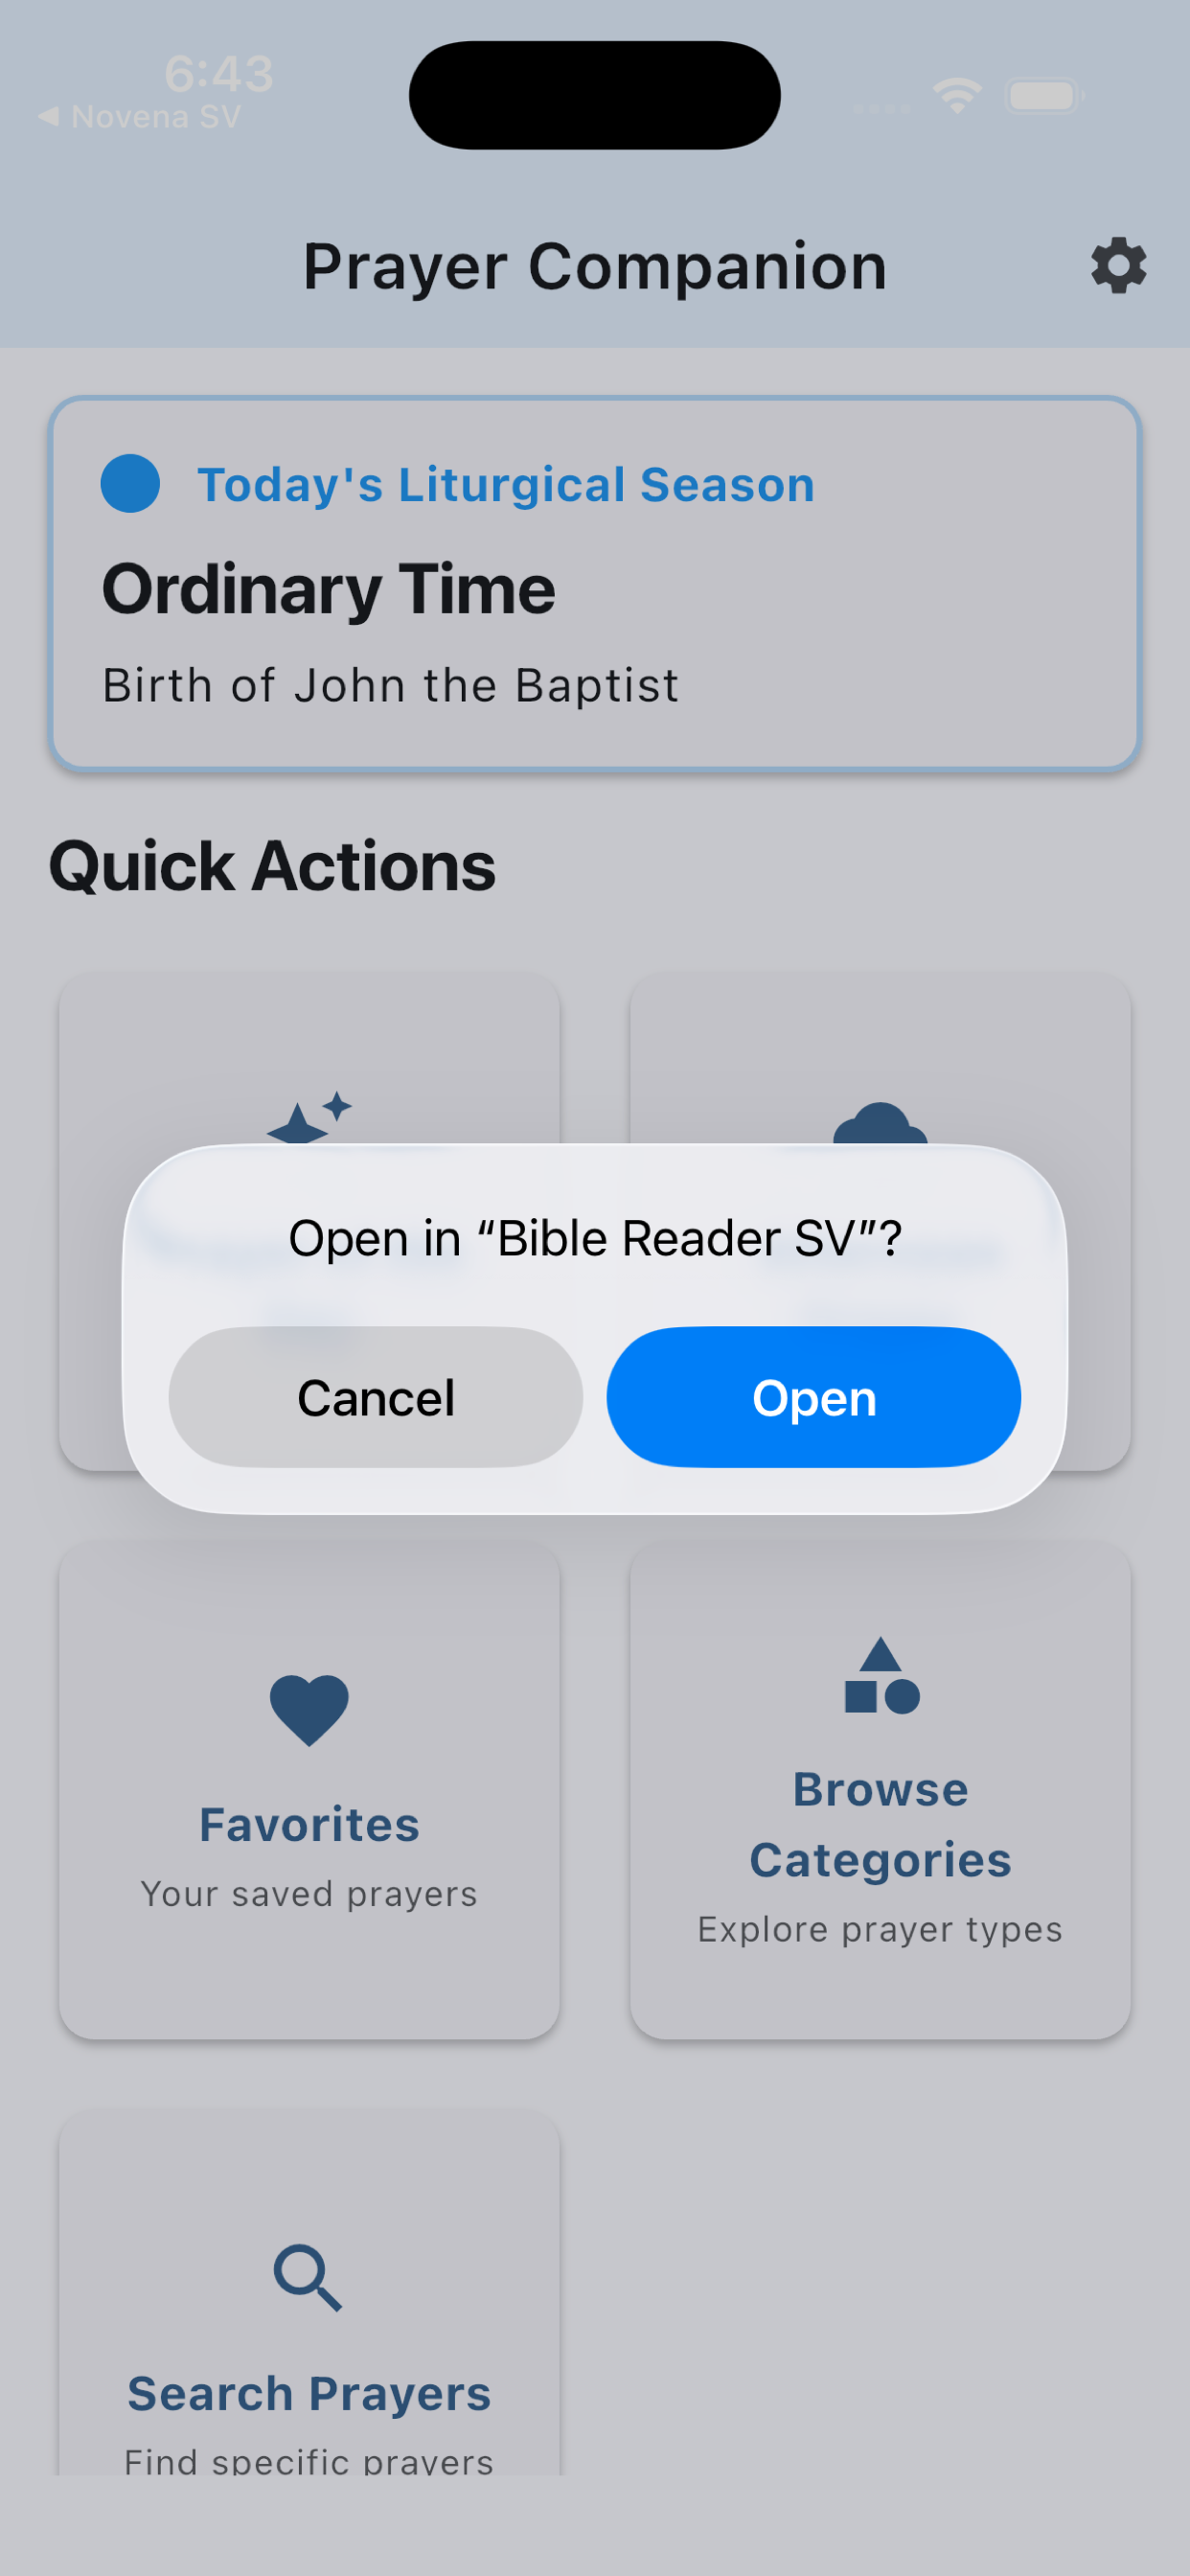 6:43
◀ Novena SV
Prayer Companion
Today's Liturgical Season
Ordinary Time
Birth of John the Baptist
Quick Actions
Open in “Bible Reader SV”?
Cancel
Open
Favorites
Your saved prayers
Browse
Categories
Explore prayer types
Search Prayers
Find specific prayers